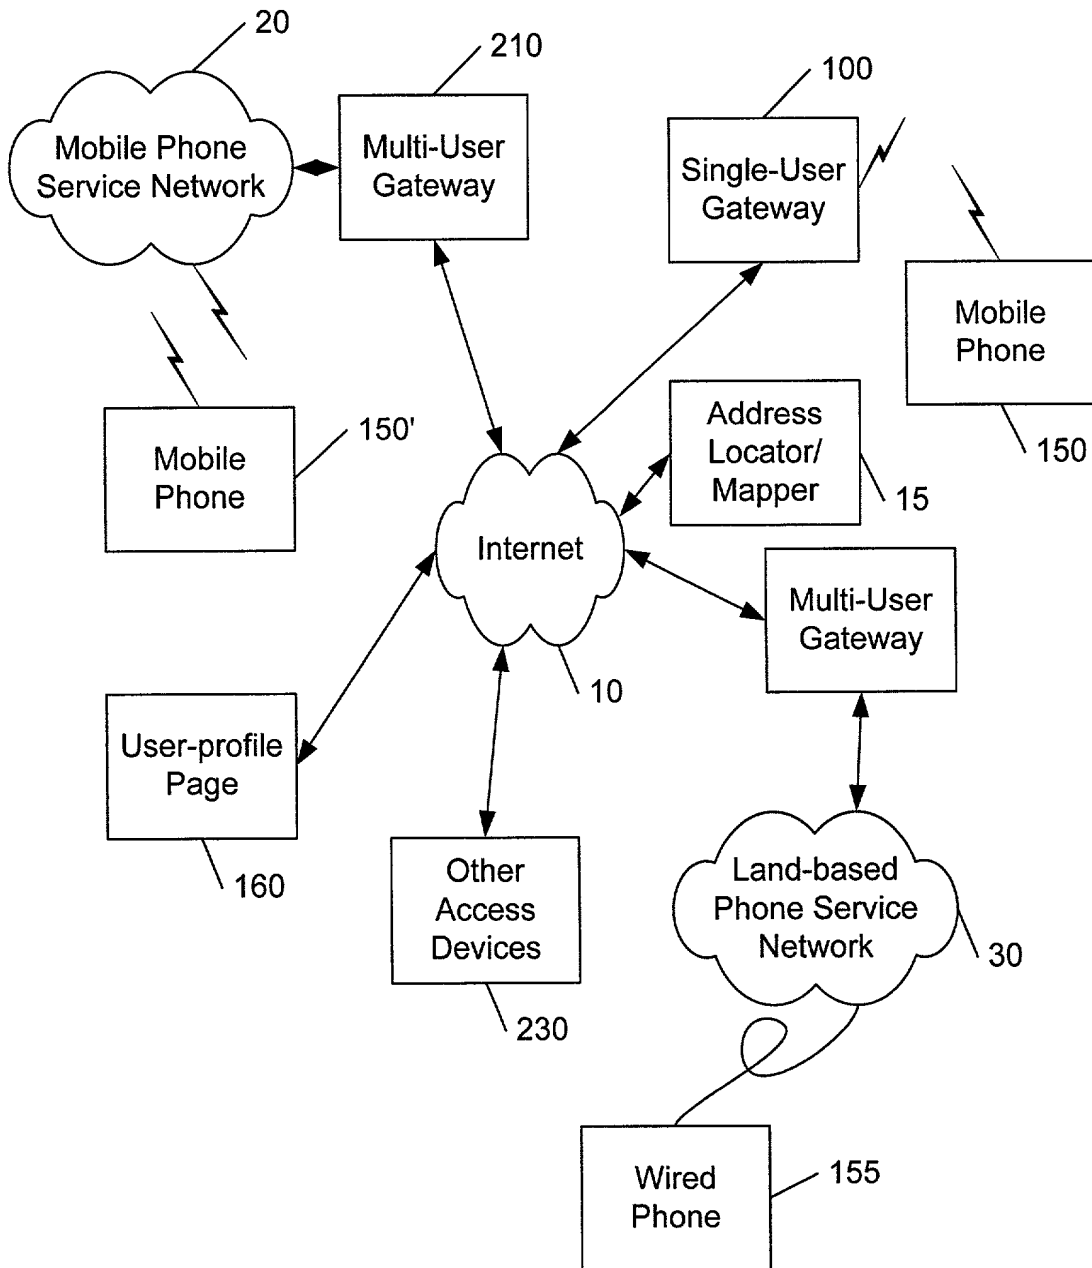 20
210
100
Mobile Phone
Service Network
Multi-User
Gateway
Single-User
Gateway
Mobile
Phone
150
150'
Mobile
Phone
Address
Locator/
Mapper
15
Internet
10
Multi-User
Gateway
User-profile
Page
160
Other
Access
Devices
230
Land-based
Phone Service
Network
30
Wired
Phone
155